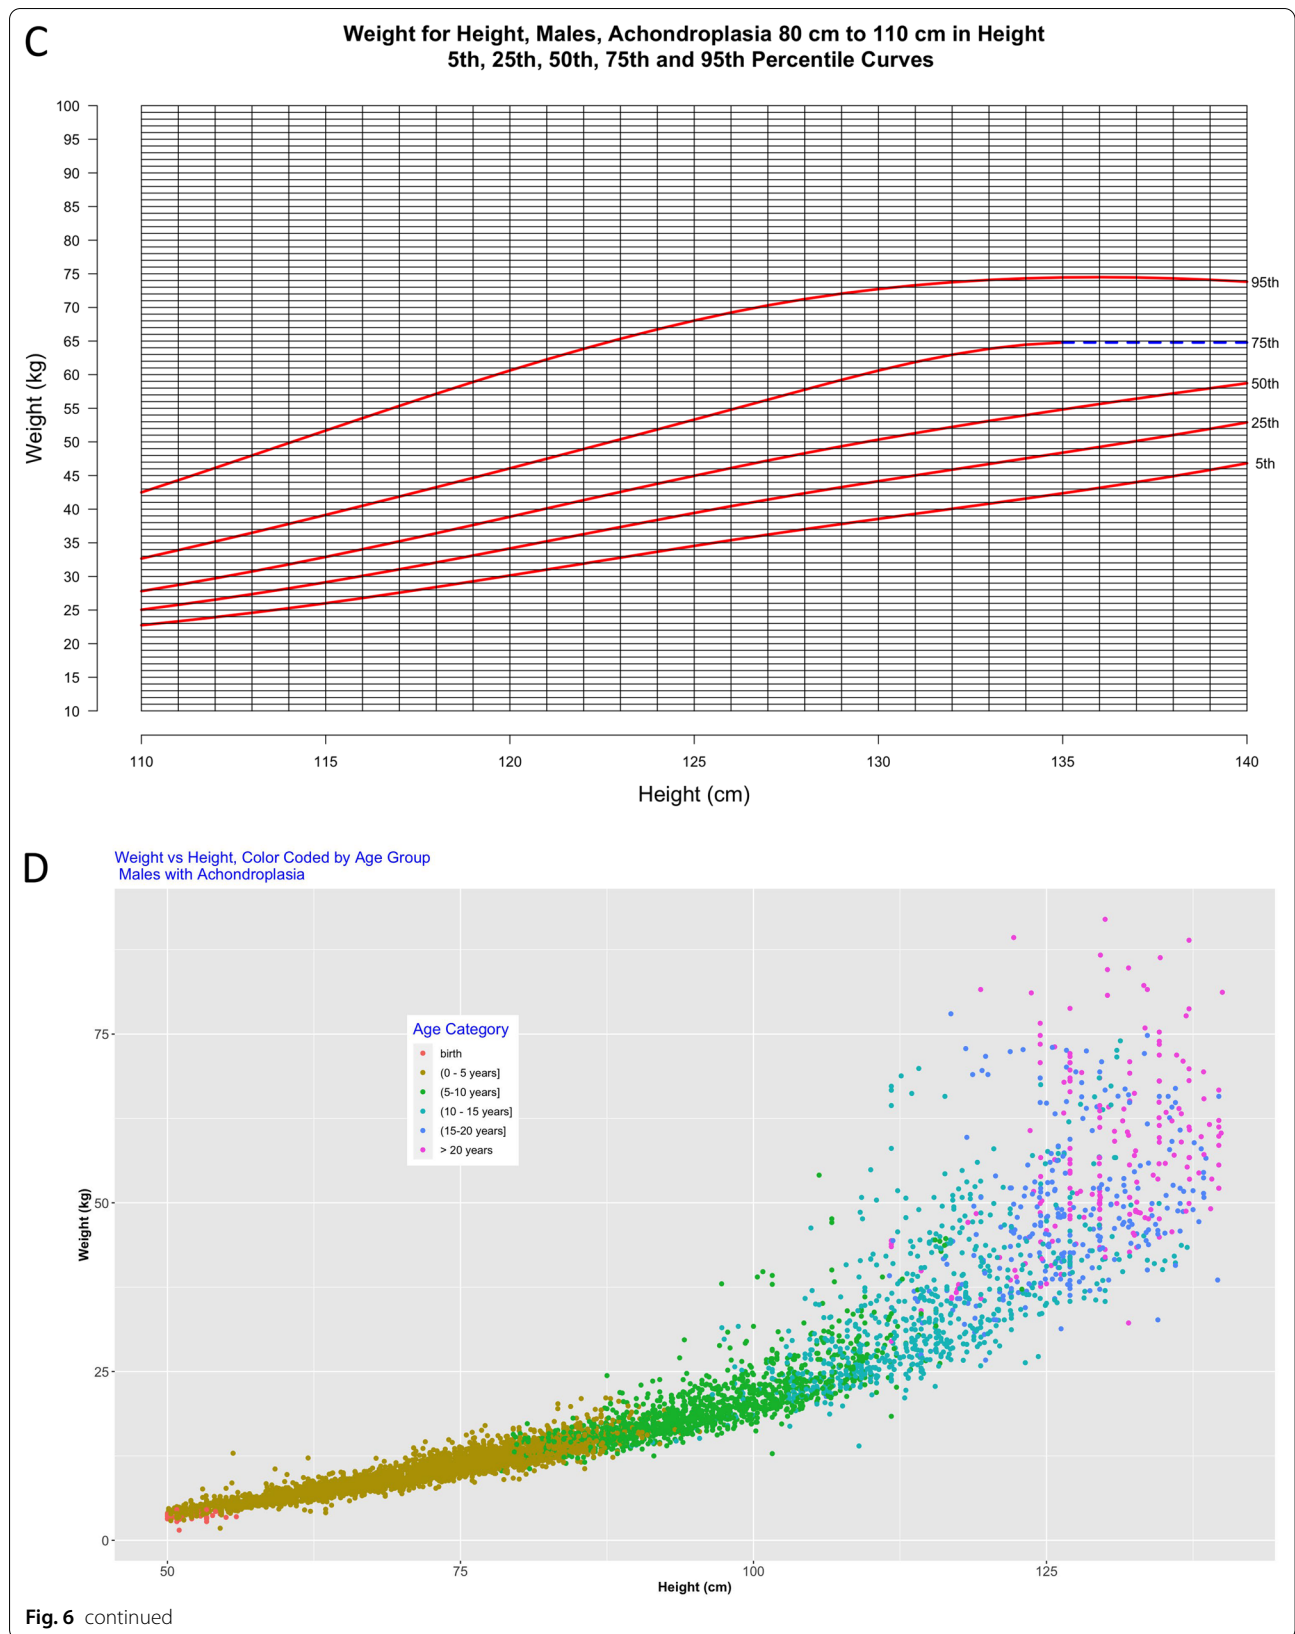 C
Weight for Height, Males, Achondroplasia 80 cm to 110 cm in Height
5th, 25th, 50th, 75th and 95th Percentile Curves
100
95
90
85
80
75
70
65
60
55
50
45
40
35
30
25
20
15
10
Weight (kg)
95th
75th
50th
25th
5th
110 115 120 125 130 135 140
Height (cm)
D
Weight vs Height, Color Coded by Age Group
Males with Achondroplasia
Age Category
birth
(0 - 5 years]
(5-10 years]
(10 - 15 years]
(15-20 years]
> 20 years
75
50
25
0
Weight (kg)
50 75 100 125
Height (cm)
Fig. 6 continued